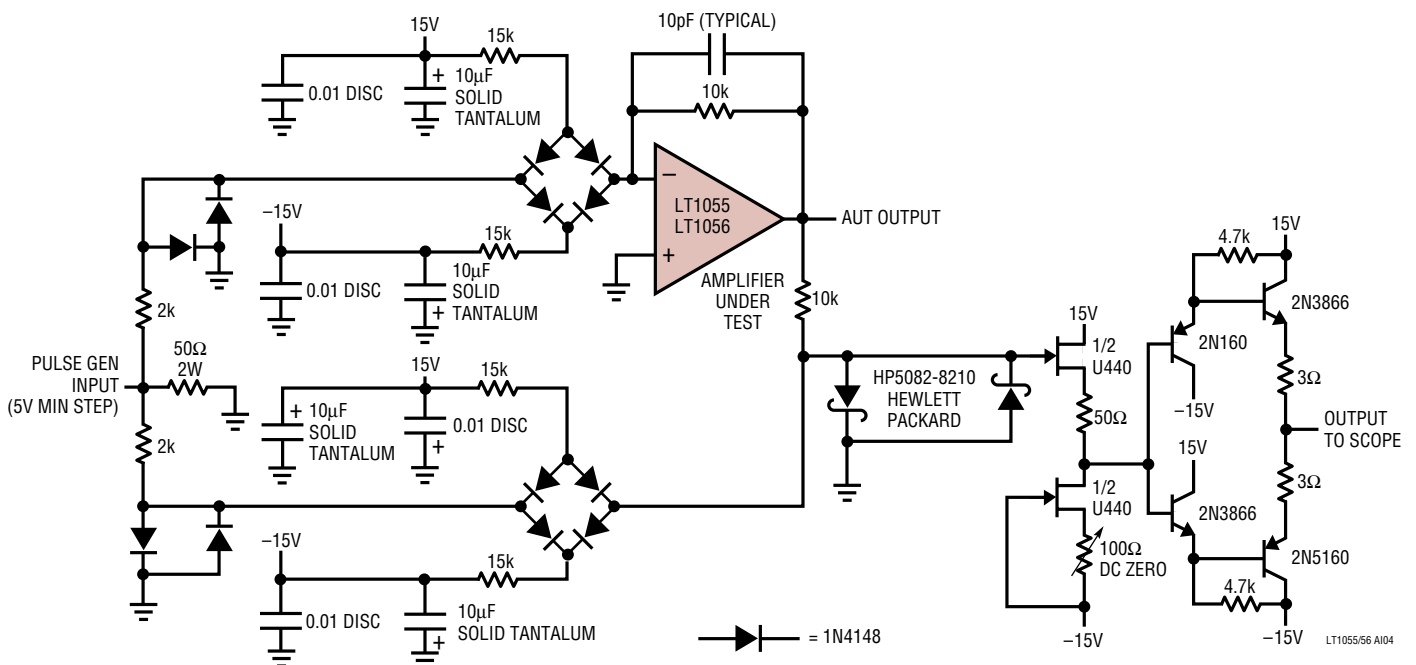 10pF (TYPICAL)
15V
15k
10k
+
10μF
SOLID
TANTALUM
0.01 DISC
–
LT1055
LT1056
+
AUT OUTPUT
AMPLIFIER
UNDER
TEST
–15V
15k
0.01 DISC
10μF
SOLID
TANTALUM
+
10k
2k
PULSE GEN
INPUT
(5V MIN STEP)
50Ω
2W
2k
15V
15k
+
10μF
SOLID
TANTALUM
0.01 DISC
+
–15V
15k
0.01 DISC
10μF
SOLID TANTALUM
+
HP5082-8210
HEWLETT
PACKARD
15V
1/2
U440
50Ω
1/2
U440
100Ω
DC ZERO
–15V
15V
4.7k
2N3866
2N160
–15V
3Ω
OUTPUT
TO SCOPE
15V
3Ω
2N3866
2N5160
4.7k
–15V
= 1N4148
LT1055/56 AI04